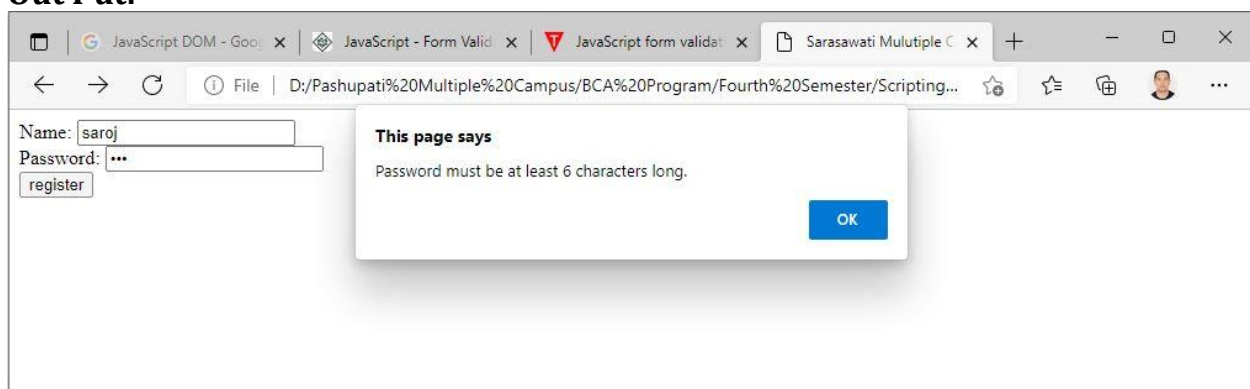 Out Put:
JavaScript DOM - Goog
JavaScript - Form Valid
JavaScript form validat
Sarasawati Mulutiple C
File | D:/Pashupati%20Multiple%20Campus/BCA%20Program/Fourth%20Semester/Scripting...
Name: saroj
Password: •••
register
This page says
Password must be at least 6 characters long.
OK